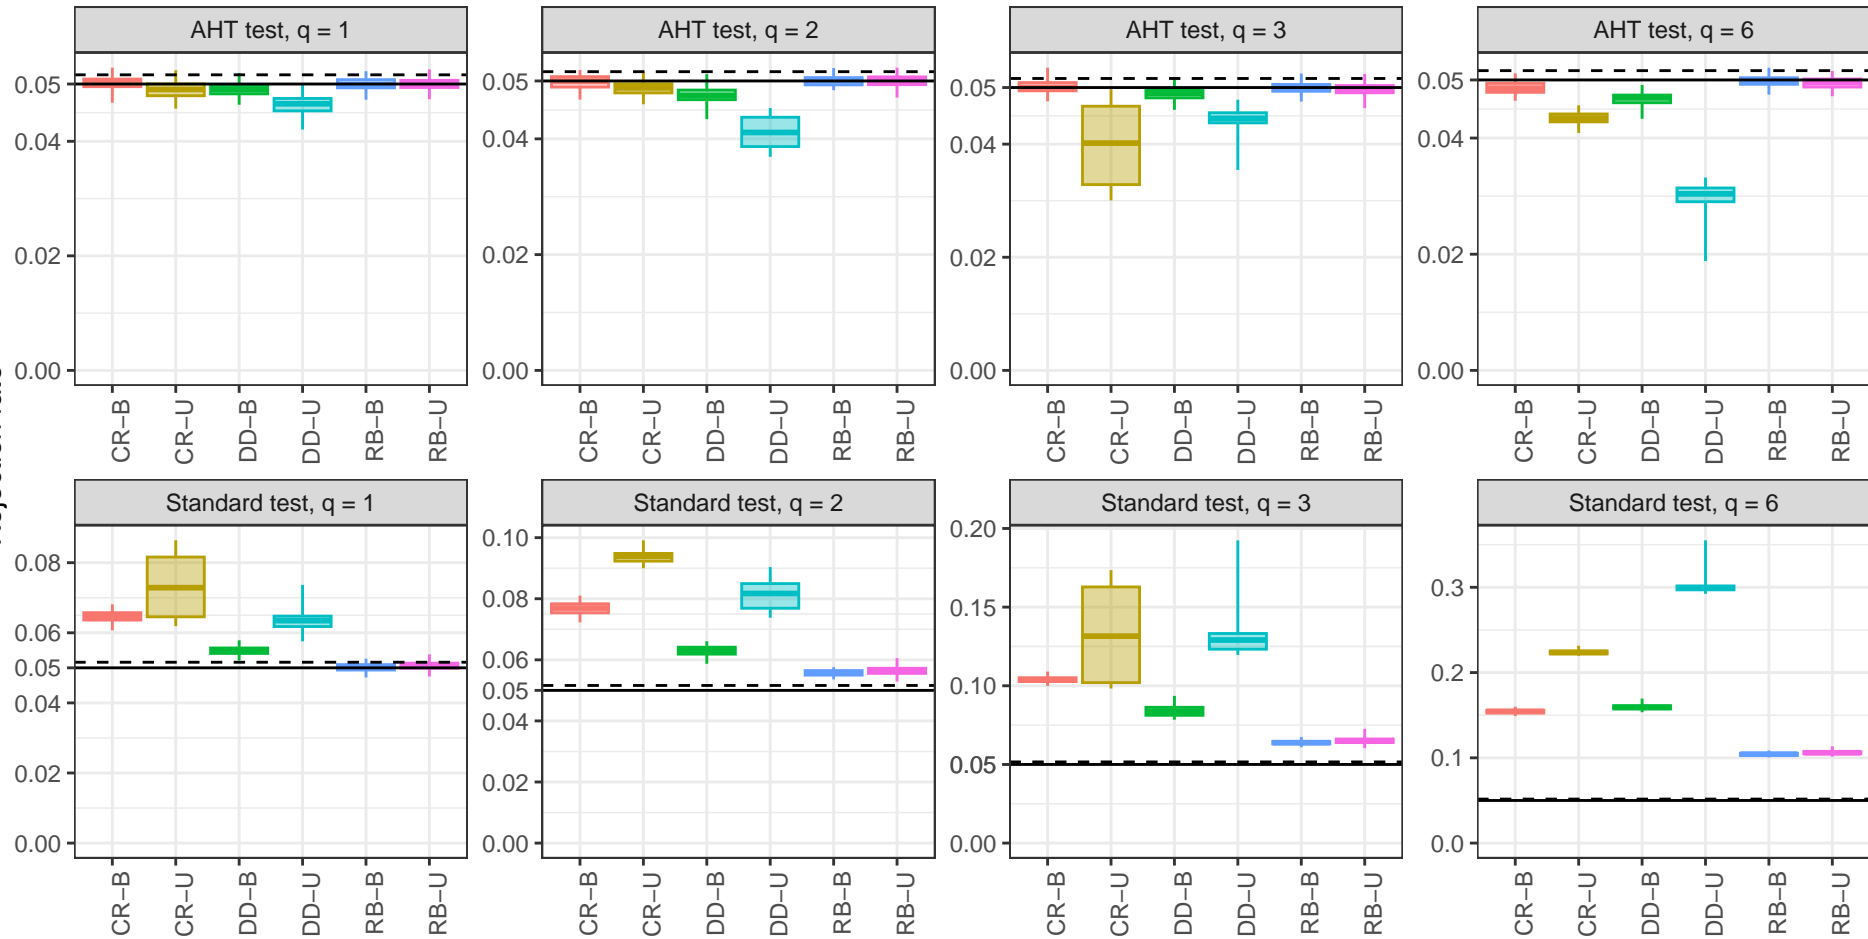 AHT test, q = 1
AHT test, q = 2
AHT test, q = 3
AHT test, q = 6
0.05
0.04
0.02
0.00
0.05
0.04
0.02
0.00
0.05
0.04
0.02
0.00
0.05
0.04
0.02
0.00
CR−B
CR−U
DD−B
DD−U
RB−B
RB−U
CR−B
CR−U
DD−B
DD−U
RB−B
RB−U
CR−B
CR−U
DD−B
DD−U
RB−B
RB−U
CR−B
CR−U
DD−B
DD−U
RB−B
RB−U
Standard test, q = 1
Standard test, q = 2
Standard test, q = 3
Standard test, q = 6
0.08
0.06
0.05
0.04
0.02
0.00
0.10
0.08
0.06
0.05
0.04
0.02
0.00
0.20
0.15
0.10
0.05
0.00
0.3
0.2
0.1
0.0
CR−B
CR−U
DD−B
DD−U
RB−B
RB−U
CR−B
CR−U
DD−B
DD−U
RB−B
RB−U
CR−B
CR−U
DD−B
DD−U
RB−B
RB−U
CR−B
CR−U
DD−B
DD−U
RB−B
RB−U